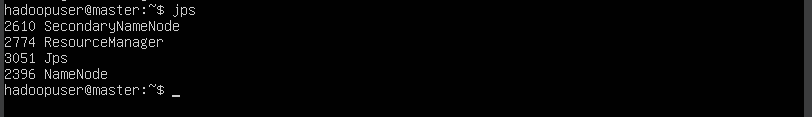 hadoopuser@master:~$ jps
2610 SecondaryNameNode
2774 ResourceManager
3051 Jps
2396 NameNode
hadoopuser@master:~$ _